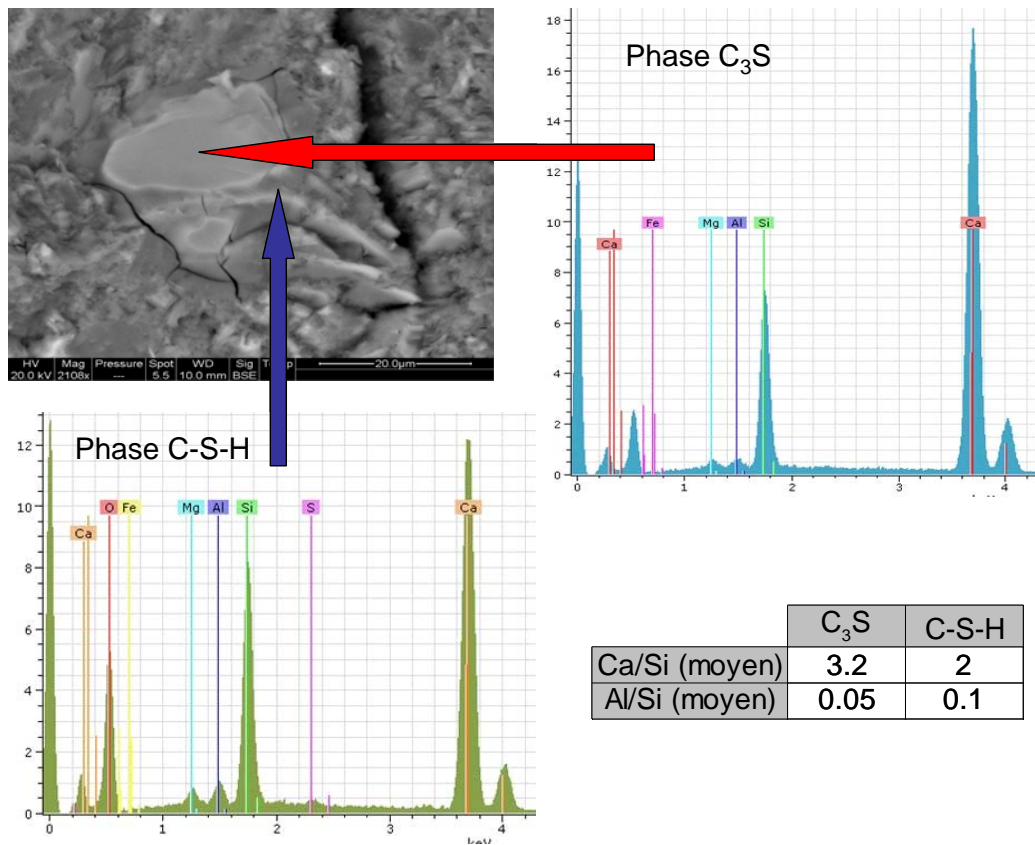 Phase C3S
18
16
14
12
10
8
6
4
2
0
Ca
Fe
Mg
Al
Si
Ca
0 1 2 3 4
HV Mag Pressure Spot WD Sig
20.0 kV 2108x --- 5.5 10.0 mm BSE 20.0µm
Phase C-S-H
12
10
8
6
4
2
0
Ca
O
Fe
Mg
Al
Si
S
Ca
0 1 2 3 4
keV
C3S C-S-H
Ca/Si (moyen) 3.2 2
Al/Si (moyen) 0.05 0.1